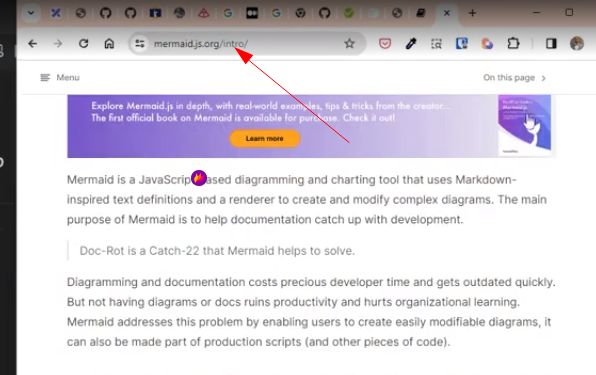 mermaid.js.org/intro/
Menu
On this page
Explore Mermaid.js in depth, with real-world examples, tips & tricks from the creator...
The first official book on Mermaid is available for purchase. Check it out!
Learn more
Mermaid is a JavaScrip ased diagramming and charting tool that uses Markdown-
inspired text definitions and a renderer to create and modify complex diagrams. The main
purpose of Mermaid is to help documentation catch up with development.
Doc-Rot is a Catch-22 that Mermaid helps to solve.
Diagramming and documentation costs precious developer time and gets outdated quickly.
But not having diagrams or docs ruins productivity and hurts organizational learning.
Mermaid addresses this problem by enabling users to create easily modifiable diagrams, it
can also be made part of production scripts (and other pieces of code).